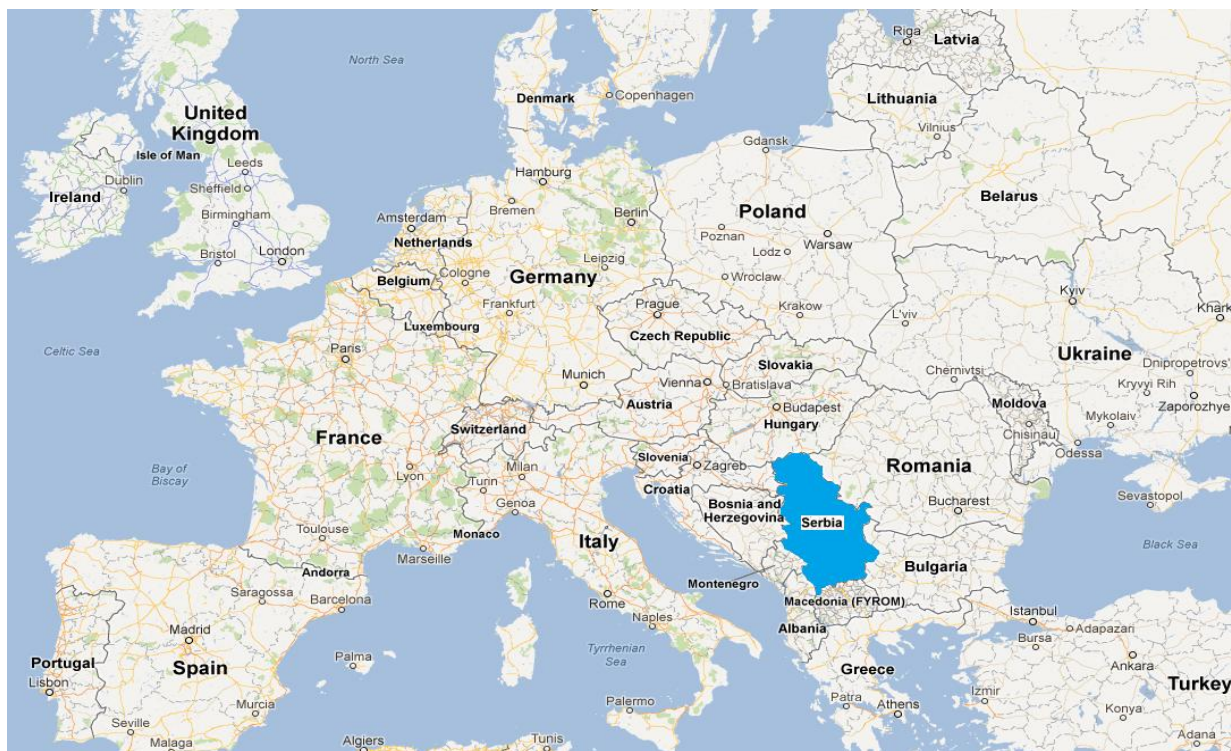 Riga
Latvia
North Sea
Denmark
Copenhagen
Lithuania
Vilnius
United
Kingdom
Isle of Man
Leeds
Ireland
Dublin
Sheffield
Birmingham
Bristol
London
Hamburg
Bremen
Berlin
Gdansk
Poland
Poznan
Warsaw
Lodz
Belarus
Amsterdam
Netherlands
Belgium
Cologne
Germany
Leipzig
Wroclaw
Frankfurt
Luxembourg
Prague
Czech Republic
Krakow
L'viv
Kyiv
Khark
Celtic Sea
Paris
Munich
Vienna
Bratislava
Slovakia
Chernivtsi
Ukraine
Dnipropetrovs'
Kryvyi Rih
Zaporozhye
Austria
Budapest
Hungary
Moldova
Chisinau
Mykolaiv
Odessa
France
Switzerland
Bay of
Biscay
Lyon
Milan
Turin
Genoa
Slovenia
Zagreb
Croatia
Romania
Bucharest
Sevastopol
Bosnia and
Herzegovina
Serbia
Toulouse
Monaco
Marseille
Italy
Andorra
Black Sea
Bulgaria
Montenegro
Saragossa
Barcelona
Rome
Macedonia (FYROM)
Naples
Albania
Istanbul
Adapazari
Bursa
Ankara
Madrid
Palma
Tyrrhenian
Sea
Portugal
Lisbon
Spain
Greece
Turkey
Murcia
Palermo
Patra
Athens
Izmir
Konya
Seville
Malaga
Algiers
Tunis
Adana